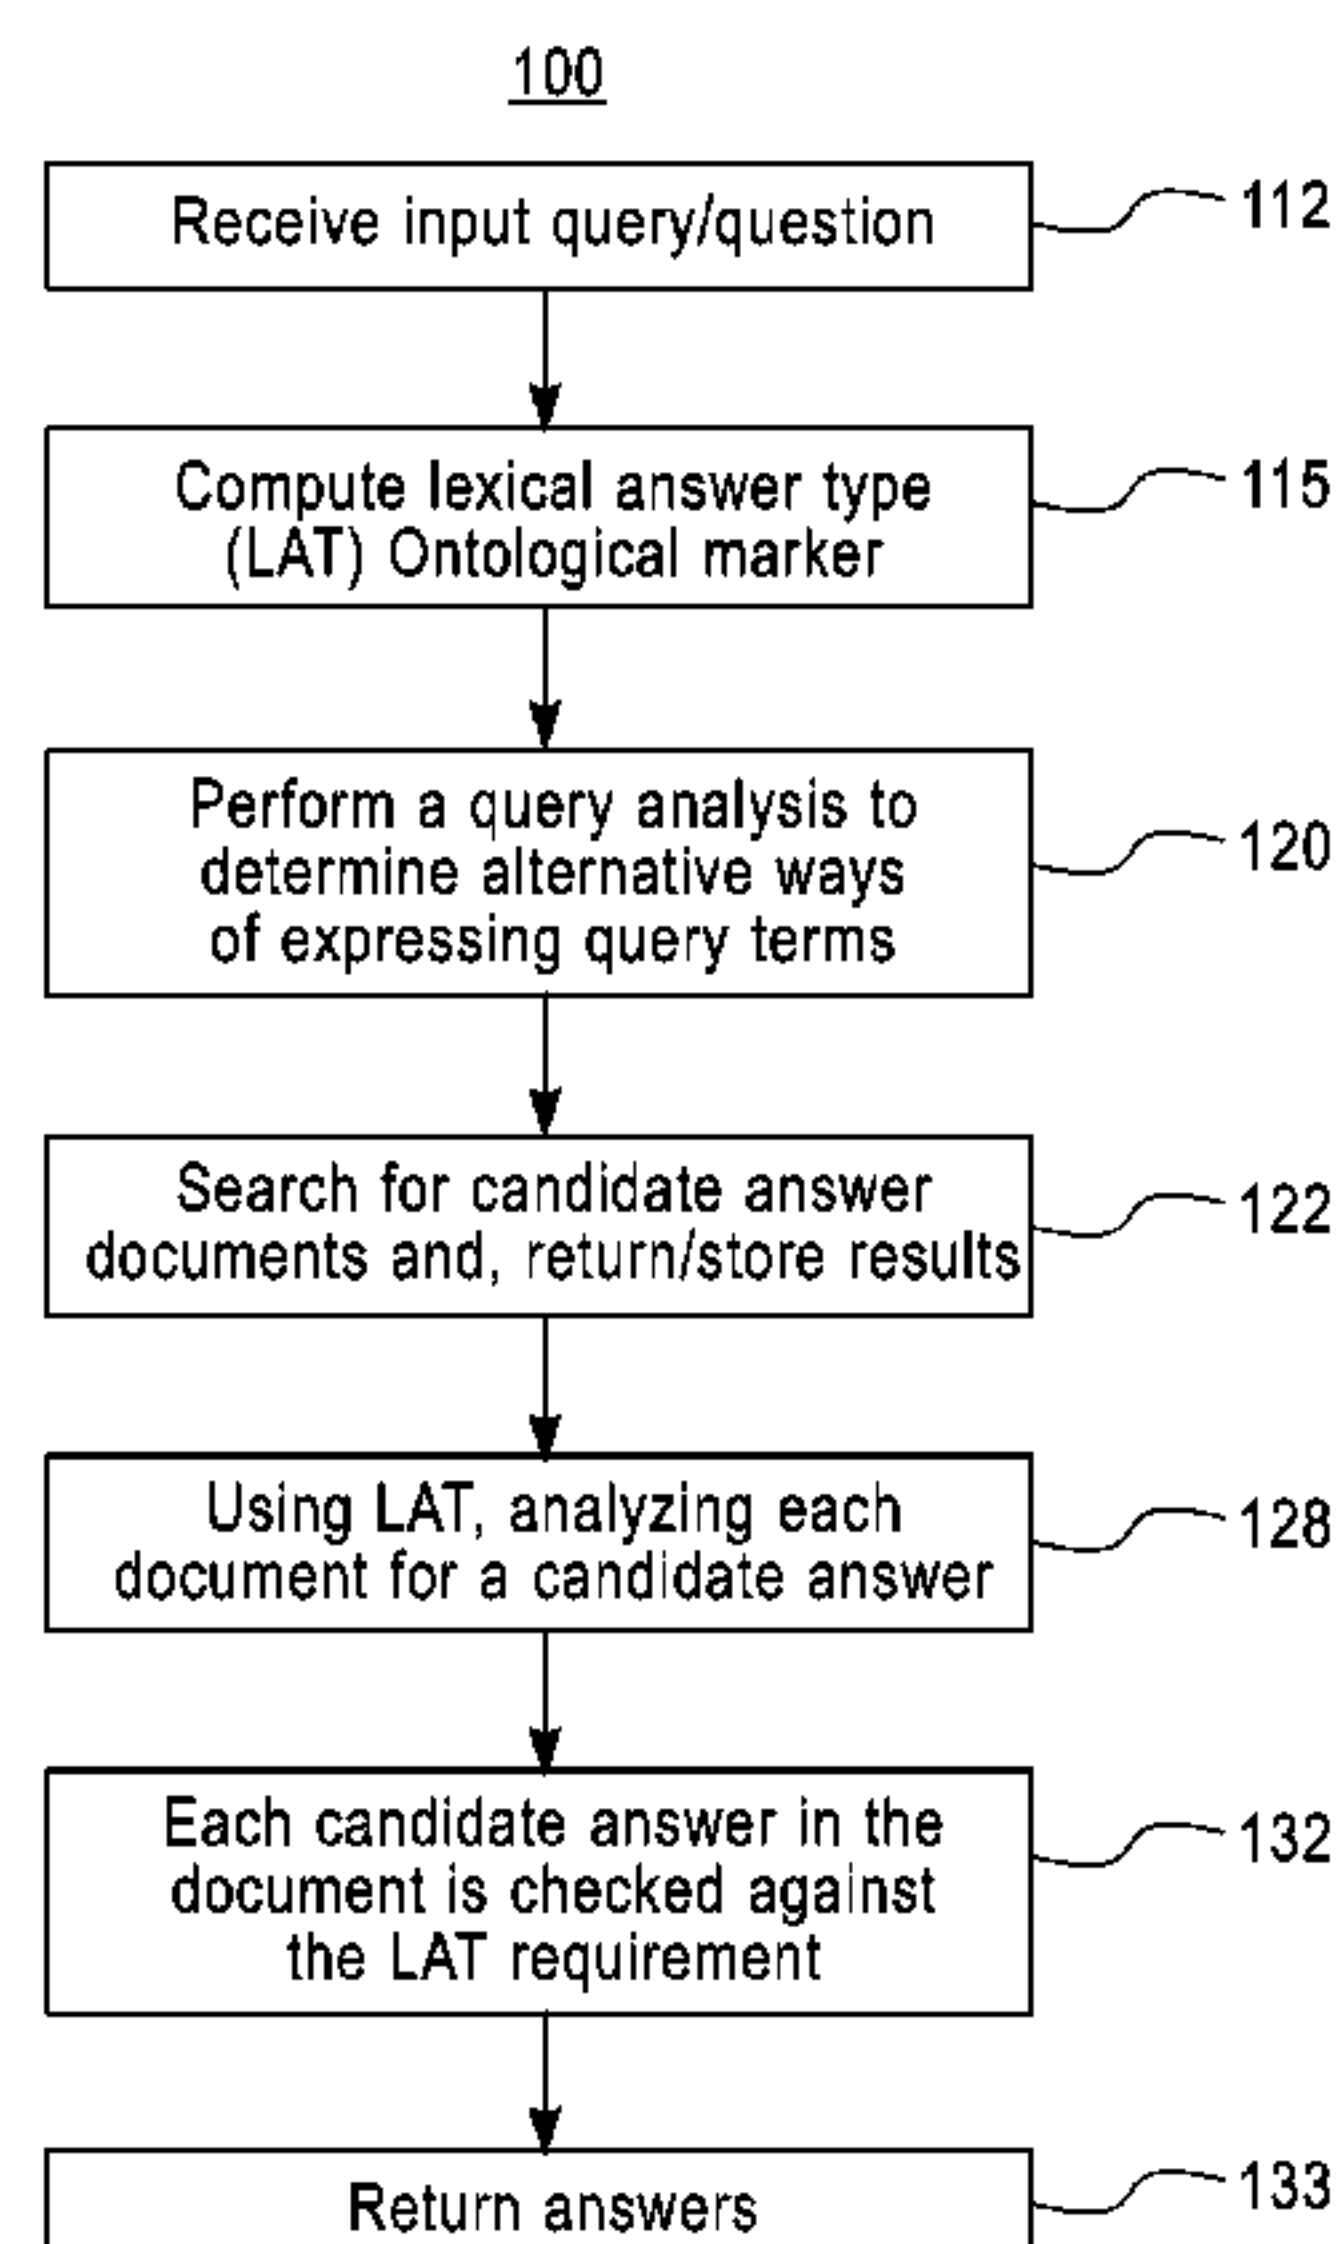 100
Receive input query/question
112
Compute lexical answer type
(LAT) Ontological marker
115
Perform a query analysis to
determine alternative ways
of expressing query terms
120
Search for candidate answer
documents and, return/store results
122
Using LAT, analyzing each
document for a candidate answer
128
Each candidate answer in the
document is checked against
the LAT requirement
132
Return answers
133